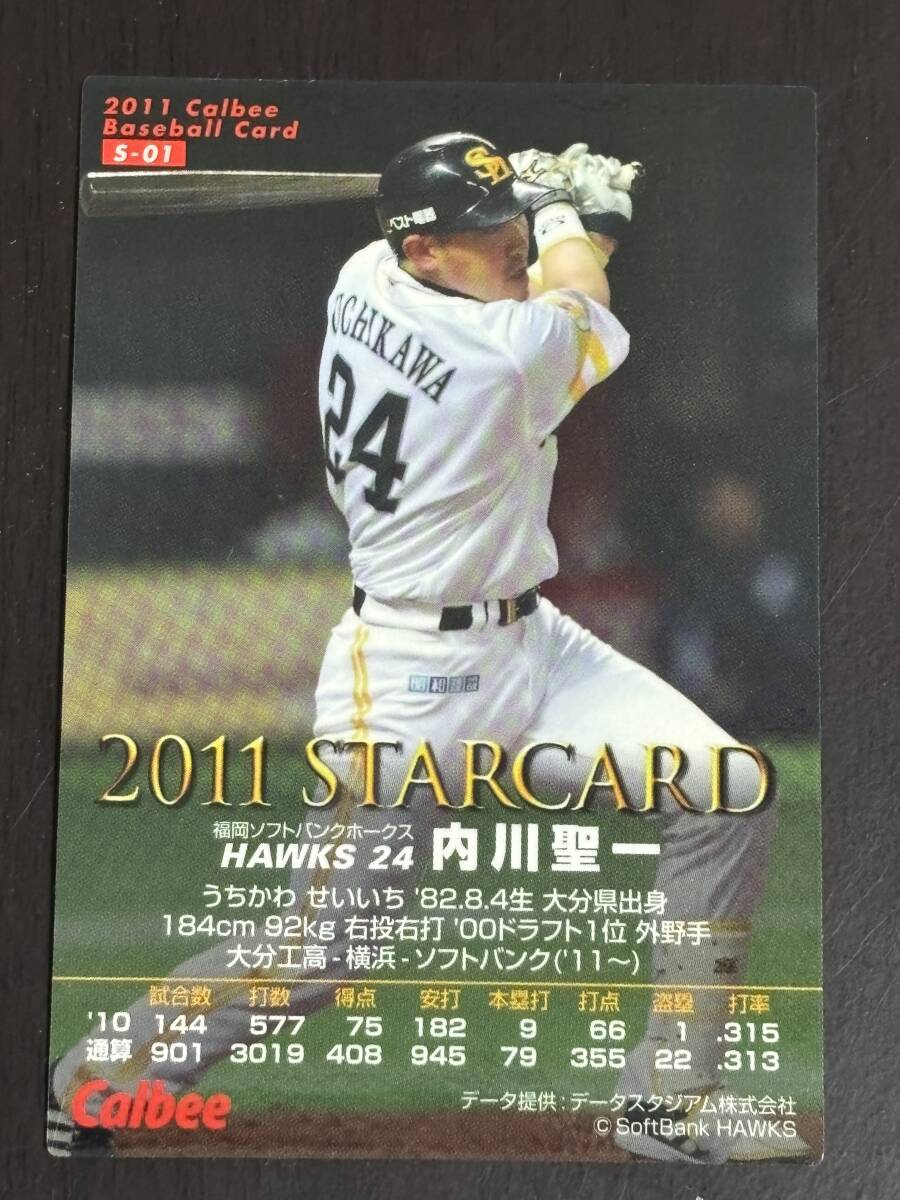 2011 Calbee
Baseball Card
S-01
ベスト電器
UCHIKAWA
24
2011 STARCARD
福岡ソフトバンクホークス
HAWKS 24 内川聖一
うちかわ せいいち '82.8.4生 大分県出身
184cm 92kg 右投右打 '00ドラフト1位 外野手
大分工高-横浜-ソフトバンク('11〜)
試合数 打数 得点 安打 本塁打 打点 盗塁 打率
'10 144 577 75 182 9 66 1 .315
通算 901 3019 408 945 79 355 22 .313
Calbee
データ提供:データスタジアム株式会社
© SoftBank HAWKS